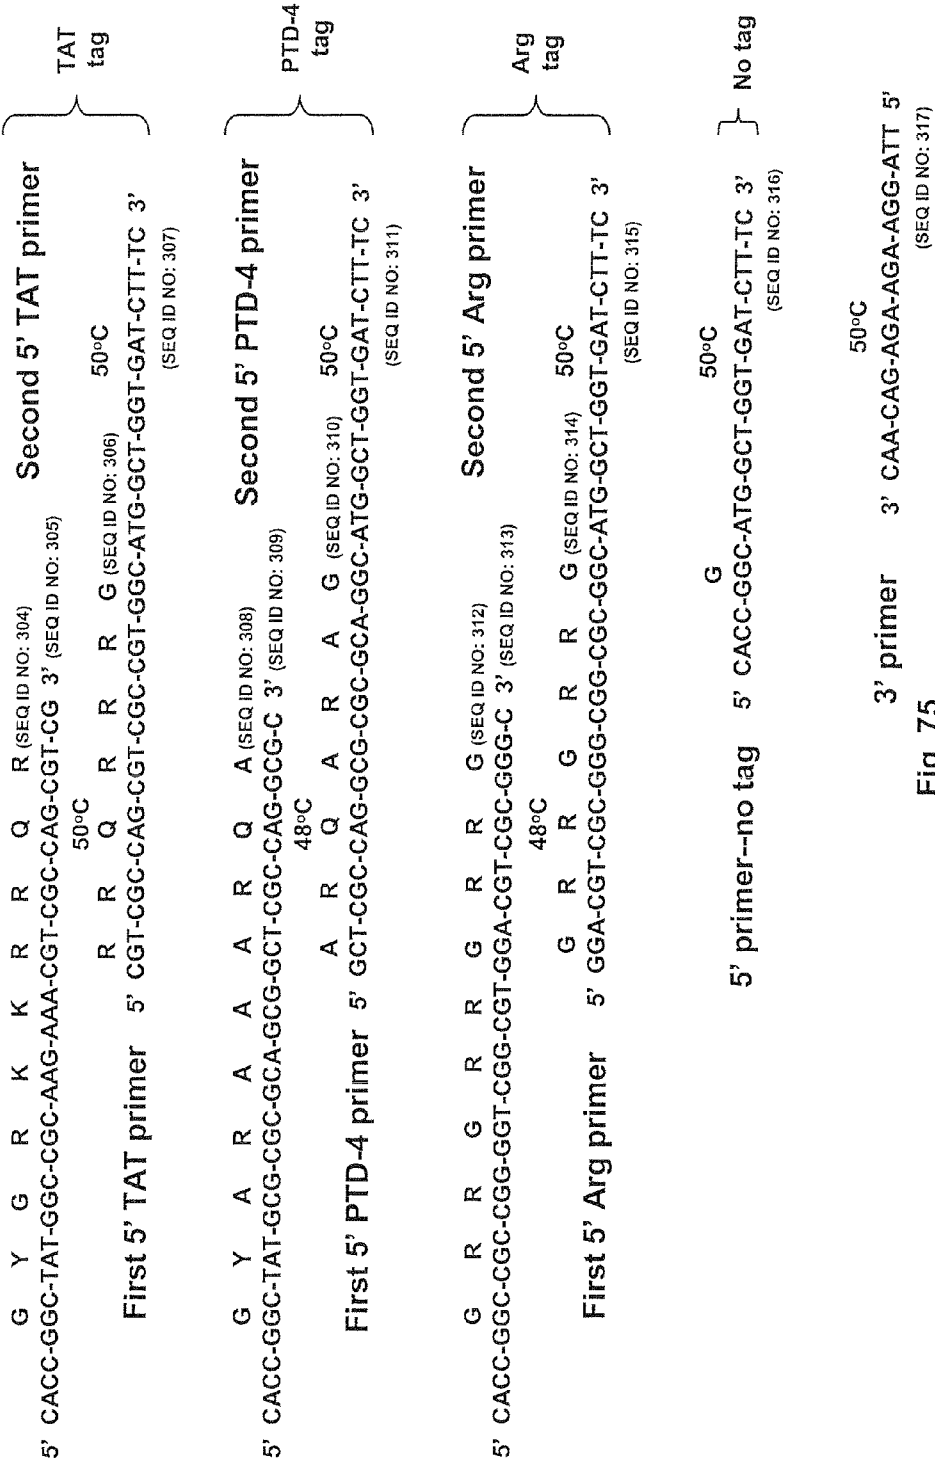 G Y G R K K R R Q R (SEQ ID NO: 304)
Second 5' TAT primer
5' CACC-GGC-TAT-GGC-CGC-AAG-AAA-CGT-CGC-CAG-CGT-CG 3' (SEQ ID NO: 305)
50°C
R R Q R R R G (SEQ ID NO: 306)
50°C
First 5' TAT primer 5' CGT-CGC-CAG-CGT-CGC-CGT-GGC-ATG-GCT-GGT-GAT-CTT-TC 3'
(SEQ ID NO: 307)
TAT
tag
G Y A R A A A R Q A (SEQ ID NO: 308)
Second 5' PTD-4 primer
5' CACC-GGC-TAT-GCG-CGC-GCA-GCG-GCT-CGC-CAG-GCG-C 3' (SEQ ID NO: 309)
48°C
A R Q A R A G (SEQ ID NO: 310)
50°C
First 5' PTD-4 primer 5' GCT-CGC-CAG-GCG-CGC-GCA-GGC-ATG-GCT-GGT-GAT-CTT-TC 3'
(SEQ ID NO: 311)
PTD-4
tag
G R R G R R G R R G (SEQ ID NO: 312)
Second 5' Arg primer
5' CACC-GGC-CGC-CGG-GGT-CGG-CGT-GGA-CGT-CGC-GGG-C 3' (SEQ ID NO: 313)
48°C
G R R G R R G (SEQ ID NO: 314)
50°C
First 5' Arg primer 5' GGA-CGT-CGC-GGG-CGG-CGC-GGC-ATG-GCT-GGT-GAT-CTT-TC 3'
(SEQ ID NO: 315)
Arg
tag
G
50°C
5' primer--no tag 5' CACC-GGC-ATG-GCT-GGT-GAT-CTT-TC 3'
(SEQ ID NO: 316)
No tag
50°C
3' primer 3' CAA-CAG-AGA-AGA-AGG-ATT 5'
(SEQ ID NO: 317)
Fig. 75